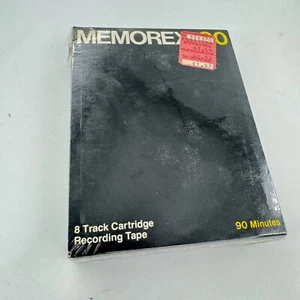 MEMOREX 90
8 Track Cartridge
Recording Tape
90 Minutes